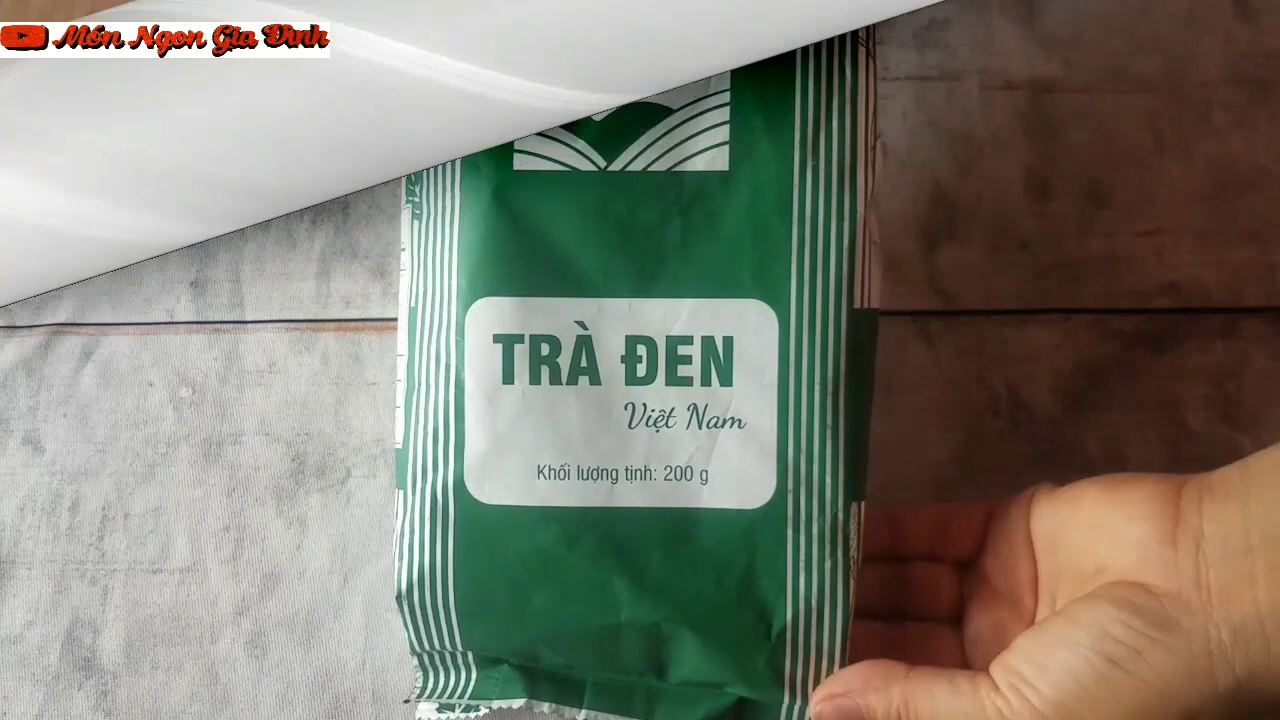 Món Ngon Gia Đình
TRÀ ĐEN
Việt Nam
Khối lượng tịnh: 200 g